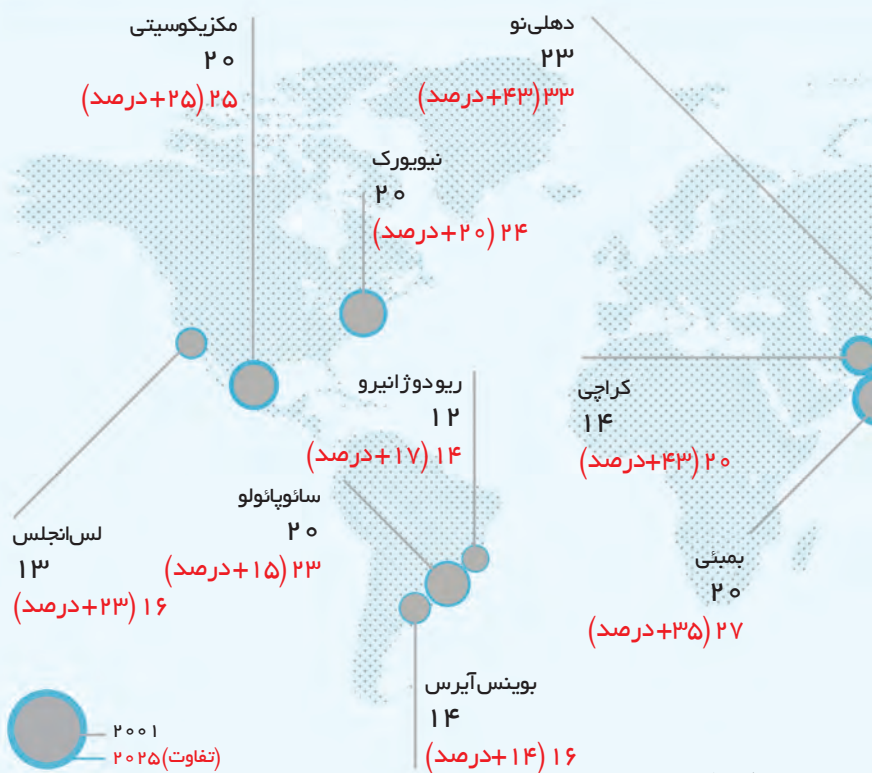 مکزیکوسیتی
۲۰
۲۵ (۲۵+درصد)
دهلی‌نو
۲۳
۳۳ (۴۳+درصد)
نیویورک
۲۰
۲۴ (۲۰+درصد)
ریودوژانیرو
۱۲
۱۴ (۱۷+درصد)
کراچی
۱۴
۲۰ (۴۳+درصد)
سائوپائولو
۲۰
۲۳ (۱۵+درصد)
لس‌انجلس
۱۳
۱۶ (۲۳+درصد)
بمبئی
۲۰
۲۷ (۳۵+درصد)
بوینس‌آیرس
۱۴
۱۶ (۱۴+درصد)
۲۰۰۱
۲۰۲۵ (تفاوت)